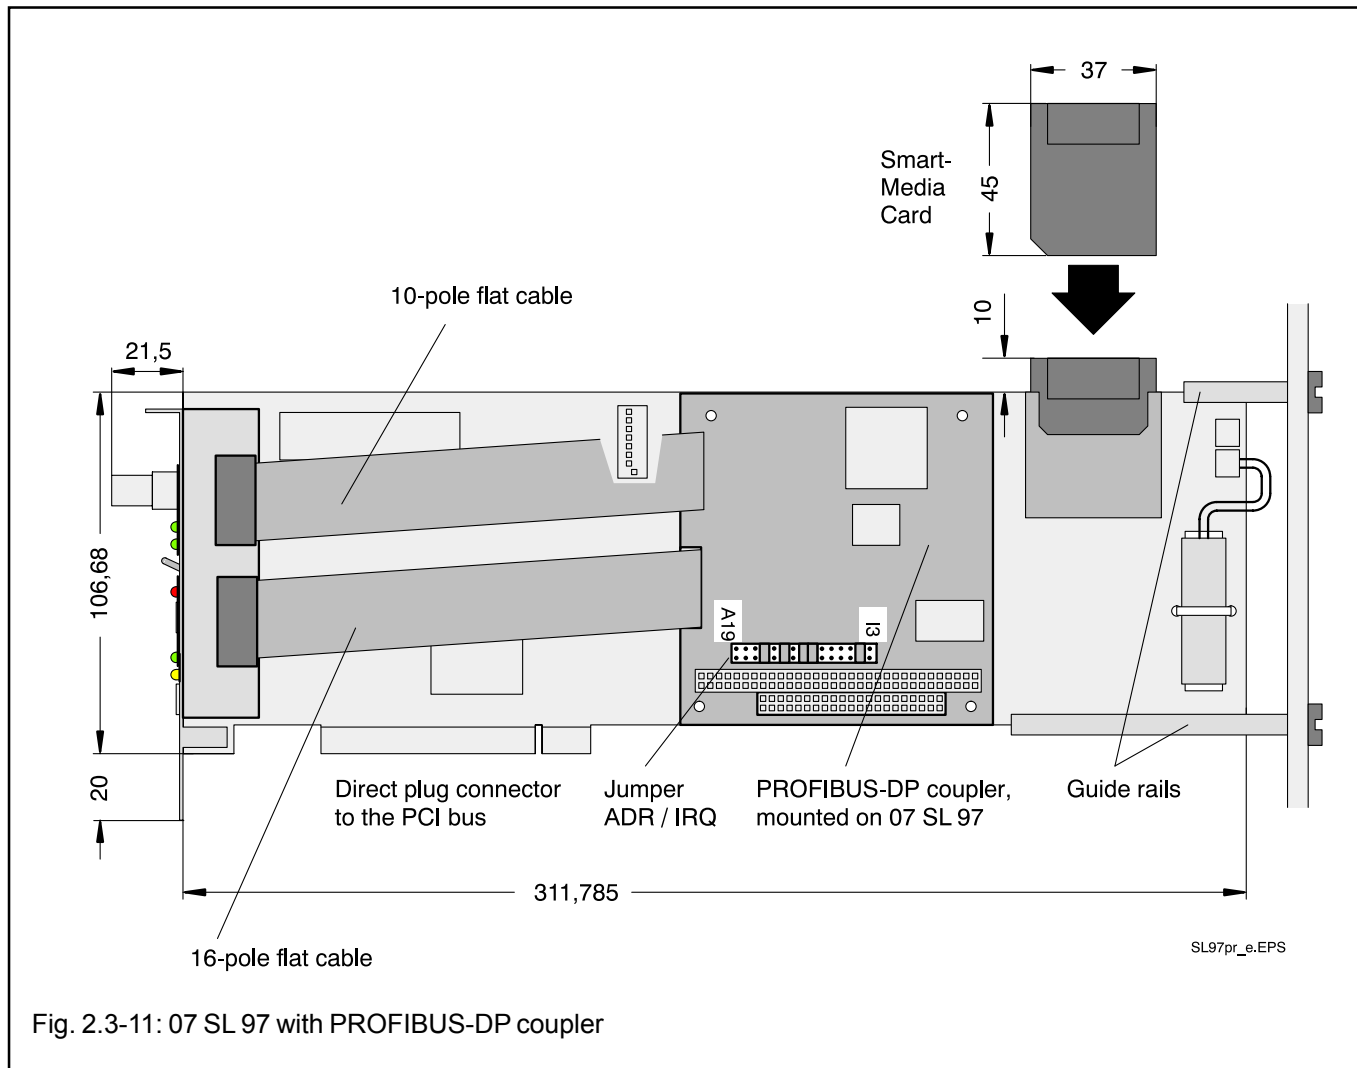 37
Smart-
Media
Card
45
10-pole flat cable
10
21,5
106,68
A19
I3
20
Direct plug connector
to the PCI bus
Jumper
ADR / IRQ
PROFIBUS-DP coupler,
mounted on 07 SL 97
Guide rails
311,785
16-pole flat cable
SL97pr_e.EPS
Fig. 2.3-11: 07 SL 97 with PROFIBUS-DP coupler